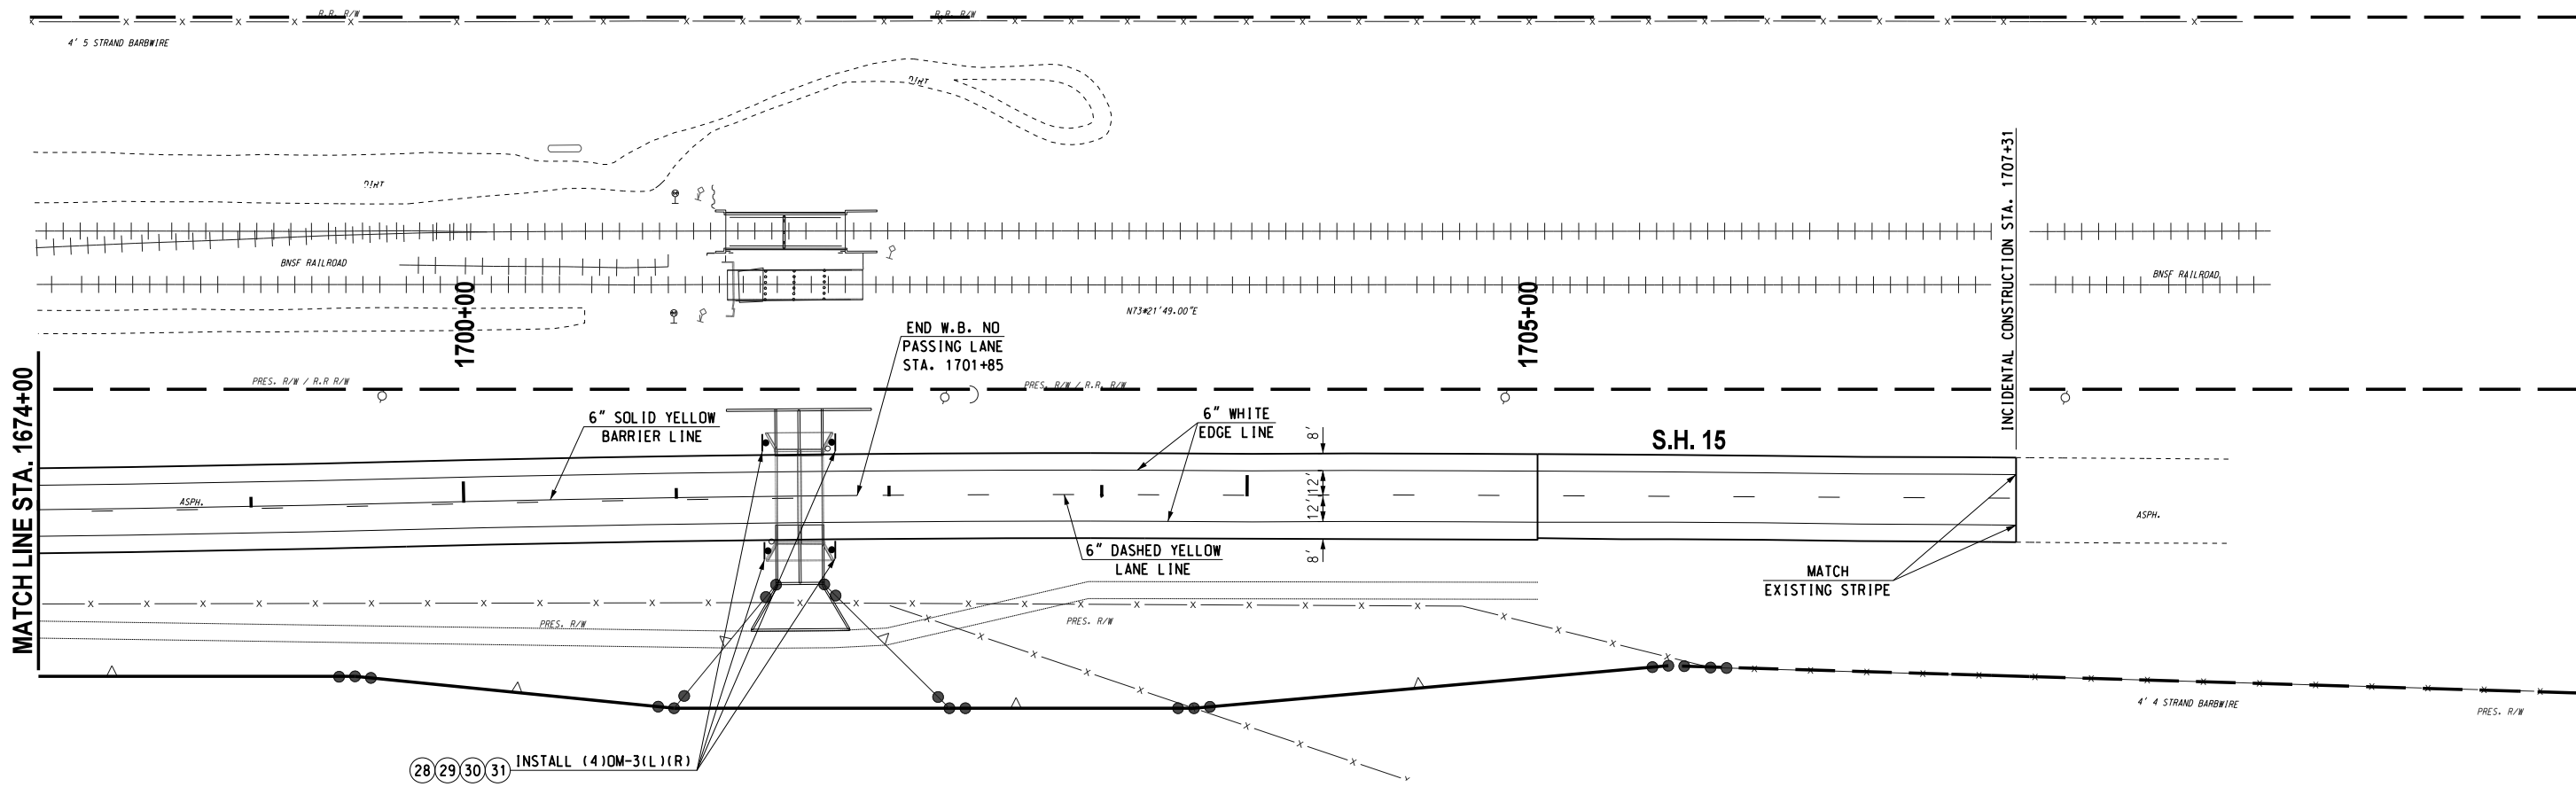 R.R. R/W
R.R. R/W
4' 5 STRAND BARBWIRE
DIRT
DIRT
BNSF RAILROAD
BNSF RAILROAD
N73#21'49.00"E
INCIDENTAL CONSTRUCTION STA. 1707+31
1700+00
1705+00
MATCH LINE STA. 1674+00
END W.B. NO
PASSING LANE
STA. 1701+85
PRES. R/W / R.R R/W
PRES. R/W / R.R. R/W
6" SOLID YELLOW
BARRIER LINE
6" WHITE
EDGE LINE
8'
S.H. 15
ASPH.
12'
12'
ASPH.
8'
6" DASHED YELLOW
LANE LINE
MATCH
EXISTING STRIPE
PRES. R/W
PRES. R/W
4' 4 STRAND BARBWIRE
PRES. R/W
28 29 30 31 INSTALL (4)OM-3(L)(R)